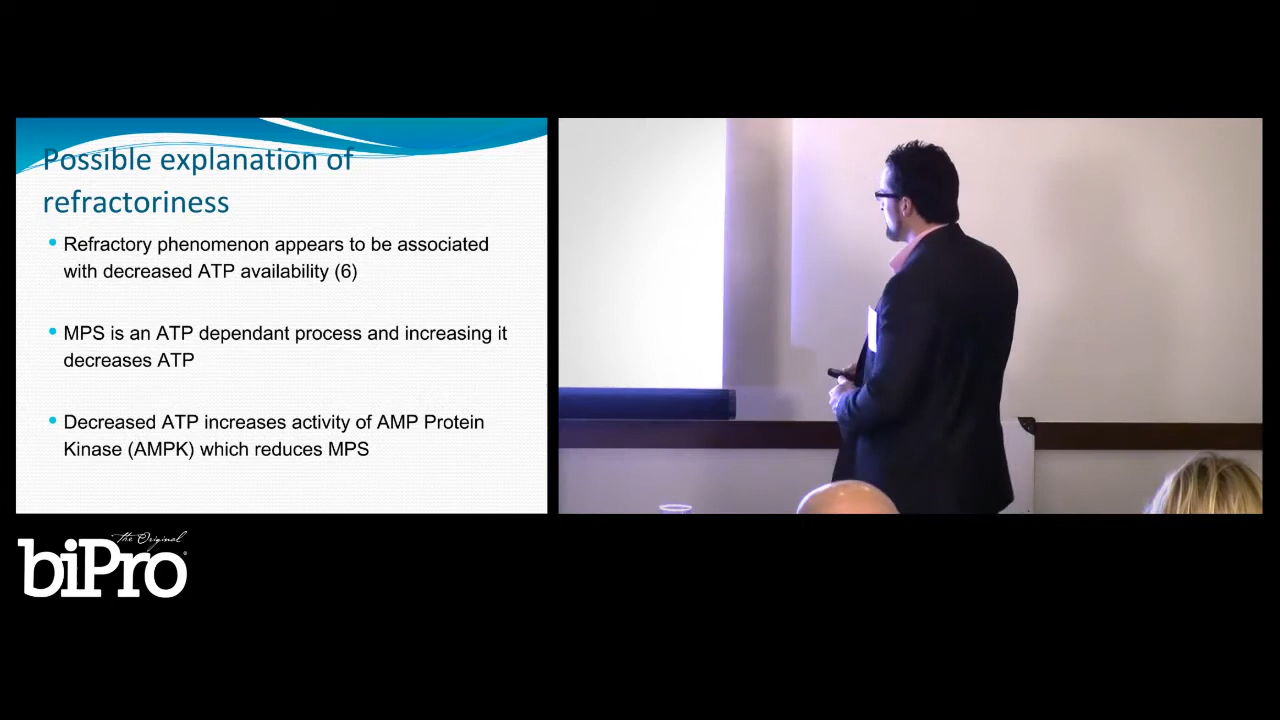 Possible explanation of
refractoriness
Refractory phenomenon appears to be associated
with decreased ATP availability (6)
MPS is an ATP dependant process and increasing it
decreases ATP
Decreased ATP increases activity of AMP Protein
Kinase (AMPK) which reduces MPS
the Original
biPro